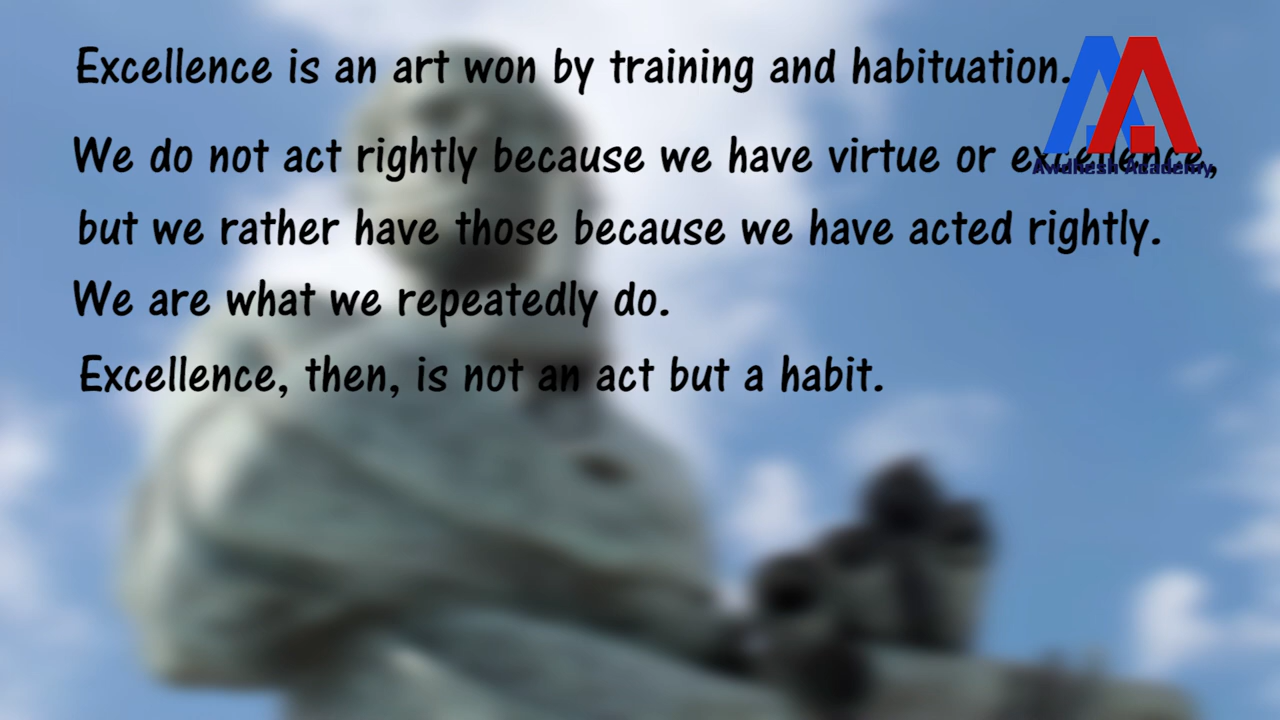 Excellence is an art won by training and habituation.
We do not act rightly because we have virtue or excellence,
Awdhesh Academy
but we rather have those because we have acted rightly.
We are what we repeatedly do.
Excellence, then, is not an act but a habit.